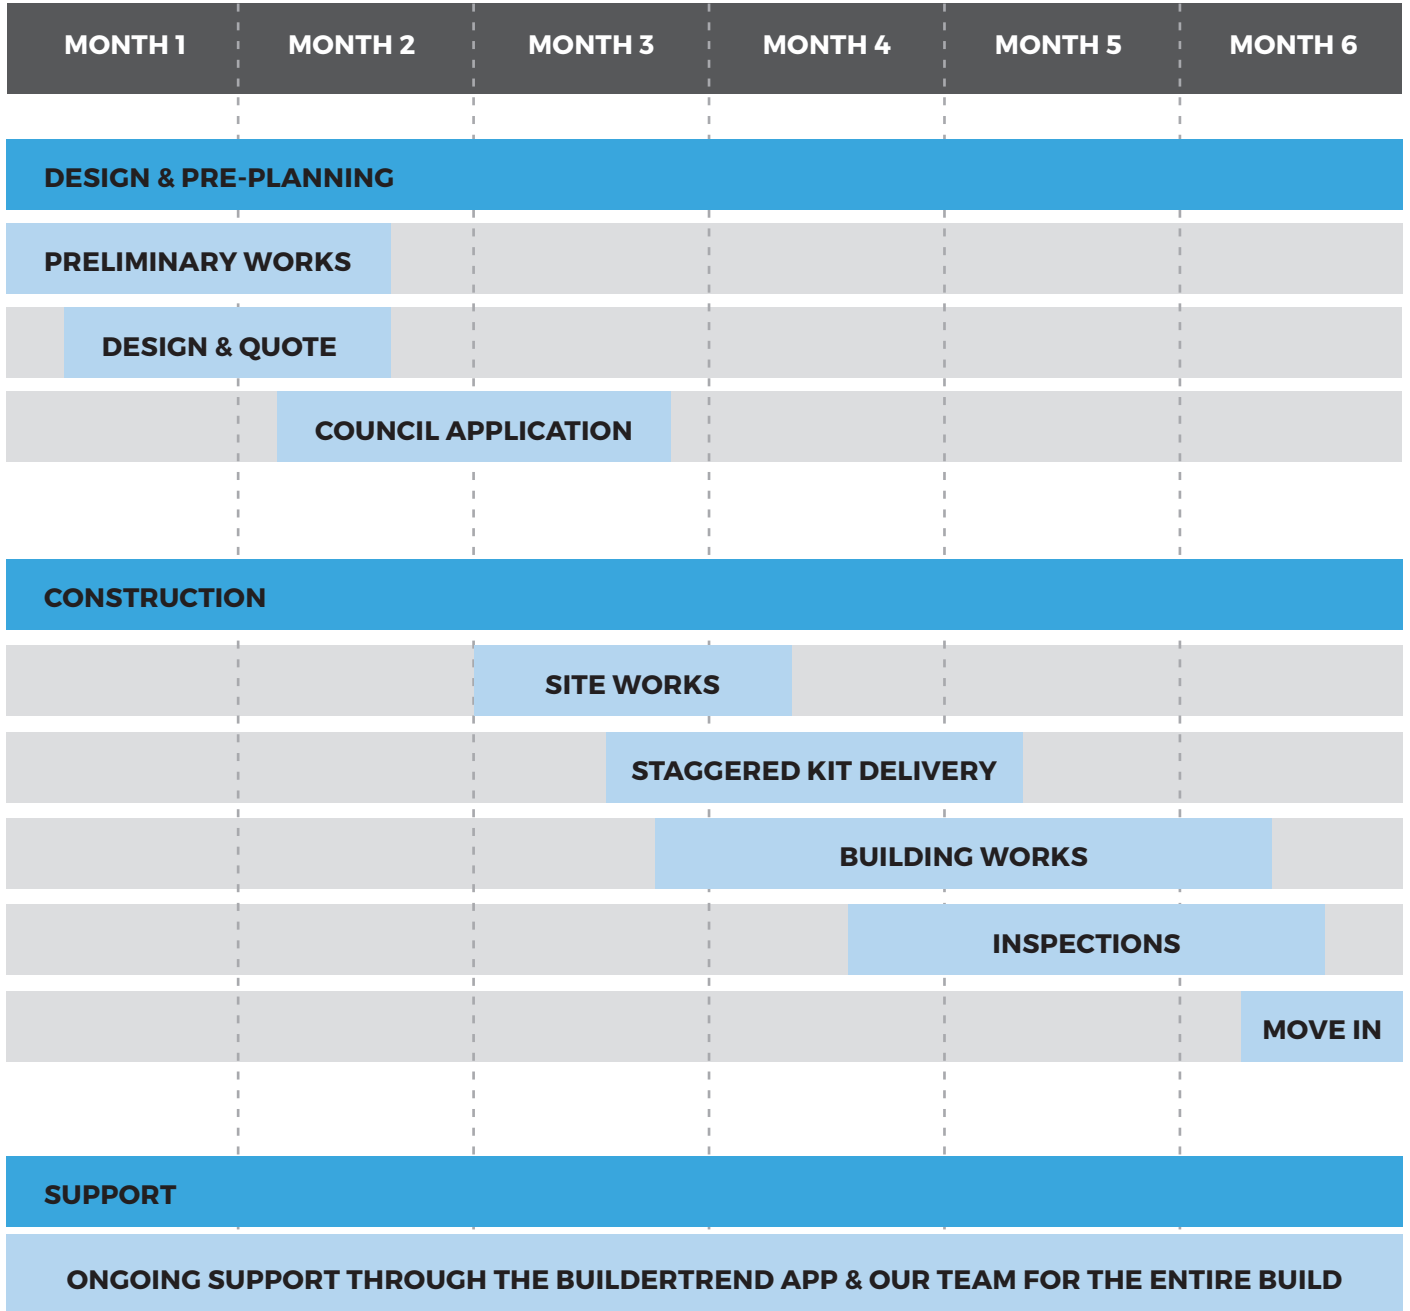 MONTH 1 MONTH 2 MONTH 3 MONTH 4 MONTH 5 MONTH 6
DESIGN & PRE-PLANNING
PRELIMINARY WORKS
DESIGN & QUOTE
COUNCIL APPLICATION
CONSTRUCTION
SITE WORKS
STAGGERED KIT DELIVERY
BUILDING WORKS
INSPECTIONS
MOVE IN
SUPPORT
ONGOING SUPPORT THROUGH THE BUILDERTREND APP & OUR TEAM FOR THE ENTIRE BUILD